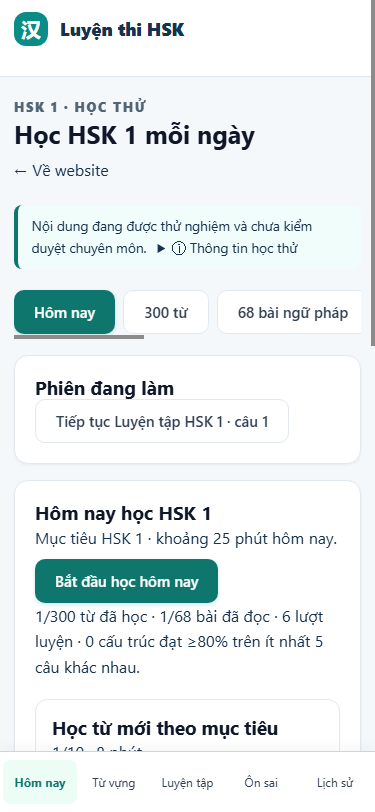 汉 Luyện thi HSK
HSK 1 · HỌC THỬ
Học HSK 1 mỗi ngày
← Về website
Nội dung đang được thử nghiệm và chưa kiểm
duyệt chuyên môn. ▶ ⓘ Thông tin học thử
Hôm nay 300 từ 68 bài ngữ pháp
Phiên đang làm
Tiếp tục Luyện tập HSK 1 · câu 1
Hôm nay học HSK 1
Mục tiêu HSK 1 · khoảng 25 phút hôm nay.
Bắt đầu học hôm nay
1/300 từ đã học · 1/68 bài đã đọc · 6 lượt
luyện · 0 cấu trúc đạt ≥80% trên ít nhất 5
câu khác nhau.
Học từ mới theo mục tiêu
1/10 · 8 phút
Hôm nay Từ vựng Luyện tập Ôn sai Lịch sử